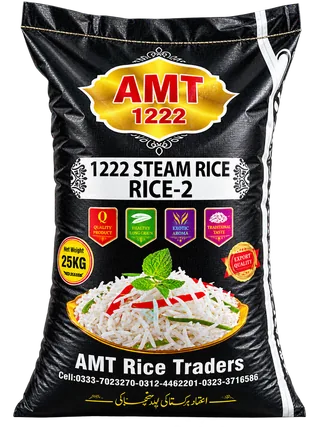 AMT
1222
1222 STEAM RICE
RICE-2
Q
QUALITY
PRODUCT
HEALTHY
LONG GRAIN
EXOTIC
AROMA
TRADITIONAL
TASTE
Net Weight
25KG
EXPORT
QUALITY
AMT Rice Traders
Cell:0333-7023270-0312-4462201-0323-3716586